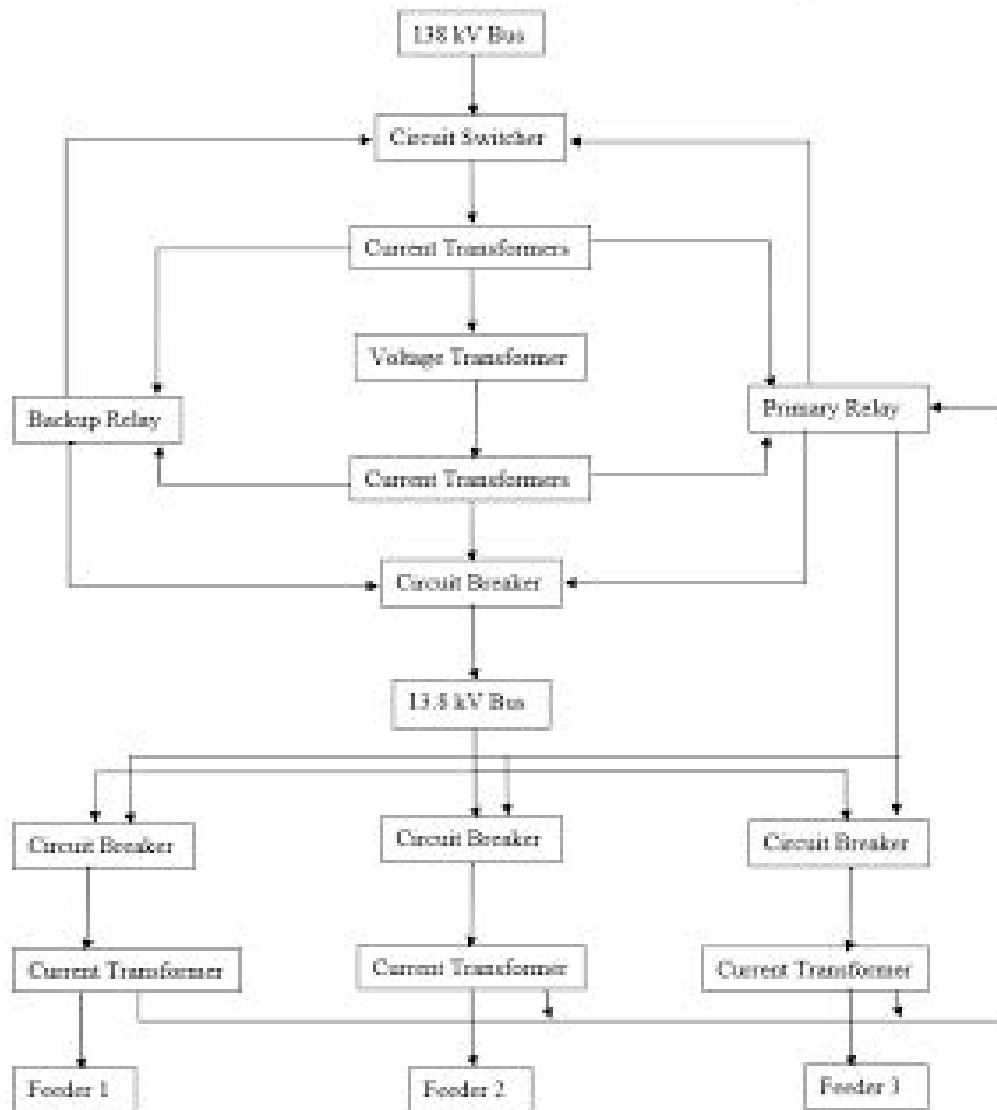 138 kV Bus
Circuit Switcher
Current Transformers
Voltage Transformer
Backup Relay
Primary Relay
Current Transformers
Circuit Breaker
13.8 kV Bus
Circuit Breaker
Circuit Breaker
Circuit Breaker
Current Transformer
Current Transformer
Current Transformer
Feeder 1
Feeder 2
Feeder 3